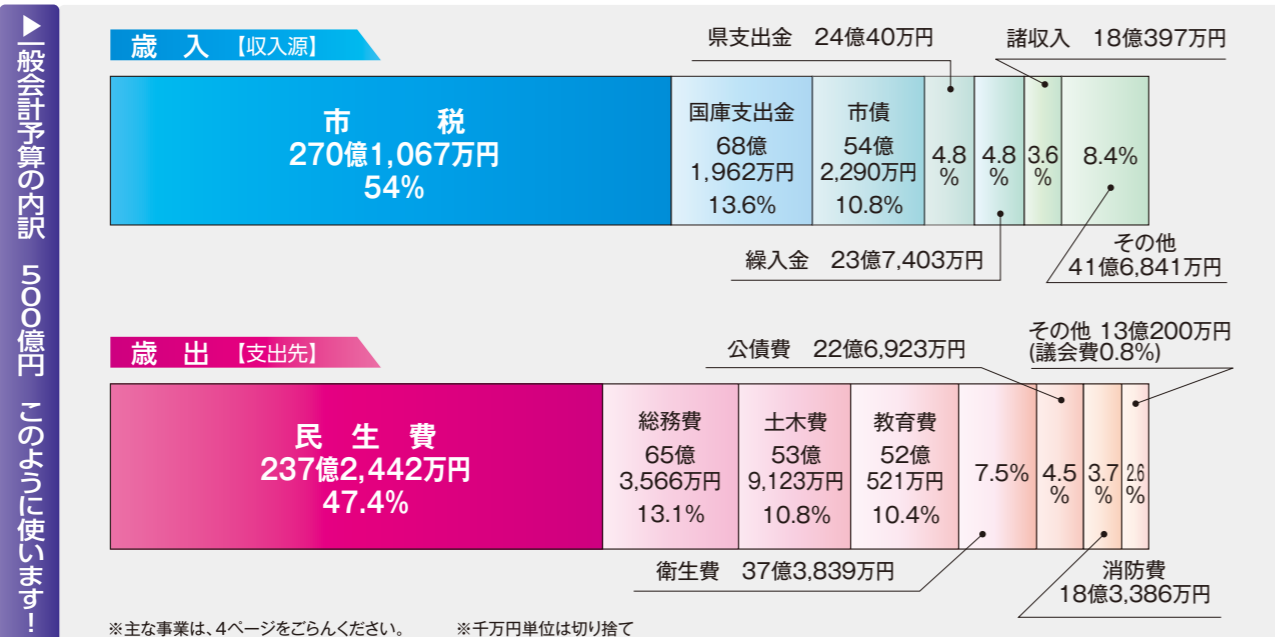 ▶一般会計予算の内訳 500億円 このように使います!
歳 入【収入源】
県支出金 24億40万円
諸収入 18億397万円
市 税
270億1,067万円
54%
国庫支出金
68億
1,962万円
13.6%
市債
54億
2,290万円
10.8%
4.8
%
4.8
%
3.6
%
8.4%
繰入金 23億7,403万円
その他
41億6,841万円
歳 出【支出先】
公債費 22億6,923万円
その他 13億200万円
(議会費0.8%)
民 生 費
237億2,442万円
47.4%
総務費
65億
3,566万円
13.1%
土木費
53億
9,123万円
10.8%
教育費
52億
521万円
10.4%
7.5%
4.5
%
3.7
%
2.6
%
衛生費 37億3,839万円
消防費
18億3,386万円
※主な事業は、4ページをごらんください。 ※千万円単位は切り捨て